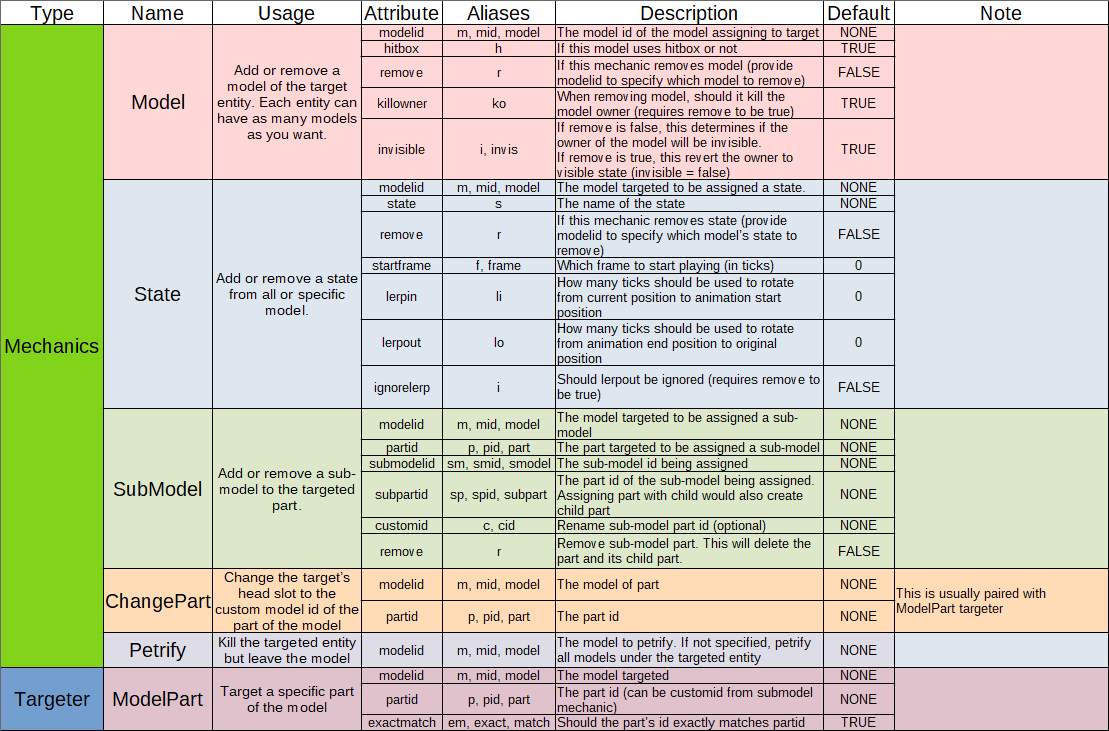 Type Name Usage Attribute Aliases Description Default Note
Mechanics
Model
Add or remove a
model of the target
entity. Each entity can
have as many models
as you want.
modelid m, mid, model The model id of the model assigning to target NONE
hitbox h If this model uses hitbox or not TRUE
remove r If this mechanic removes model (provide
modelid to specify which model to remove) FALSE
killowner ko When removing model, should it kill the
model owner (requires remove to be true) TRUE
invisible i, invis If remove is false, this determines if the
owner of the model will be invisible.
If remove is true, this revert the owner to
visible state (invisible = false) TRUE
State
Add or remove a state
from all or specific
model.
modelid m, mid, model The model targeted to be assigned a state. NONE
state s The name of the state NONE
remove r If this mechanic removes state (provide
modelid to specify which model's state to
remove) FALSE
startframe f, frame Which frame to start playing (in ticks) 0
lerpin li How many ticks should be used to rotate
from current position to animation start
position 0
lerpout lo How many ticks should be used to rotate
from animation end position to original
position 0
ignorelerp i Should lerpout be ignored (requires remove to
be true) FALSE
SubModel
Add or remove a sub-
model to the targeted
part.
modelid m, mid, model The model targeted to be assigned a sub-
model NONE
partid p, pid, part The part targeted to be assigned a sub-model NONE
submodelid sm, smid, smodel The sub-model id being assigned NONE
subpartid sp, spid, subpart The part id of the sub-model being assigned.
Assigning part with child would also create
child part NONE
customid c, cid Rename sub-model part id (optional) NONE
remove r Remove sub-model part. This will delete the
part and its child part. FALSE
ChangePart
Change the target's
head slot to the
custom model id of the
part of the model
modelid m, mid, model The model of part NONE
partid p, pid, part The part id NONE
This is usually paired with
ModelPart targeter
Petrify
Kill the targeted entity
but leave the model
modelid m, mid, model The model to petrify. If not specified, petrify
all models under the targeted entity NONE
Targeter
ModelPart
Target a specific part
of the model
modelid m, mid, model The model targeted NONE
partid p, pid, part The part id (can be customid from submodel
mechanic) NONE
exactmatch em, exact, match Should the part's id exactly matches partid TRUE